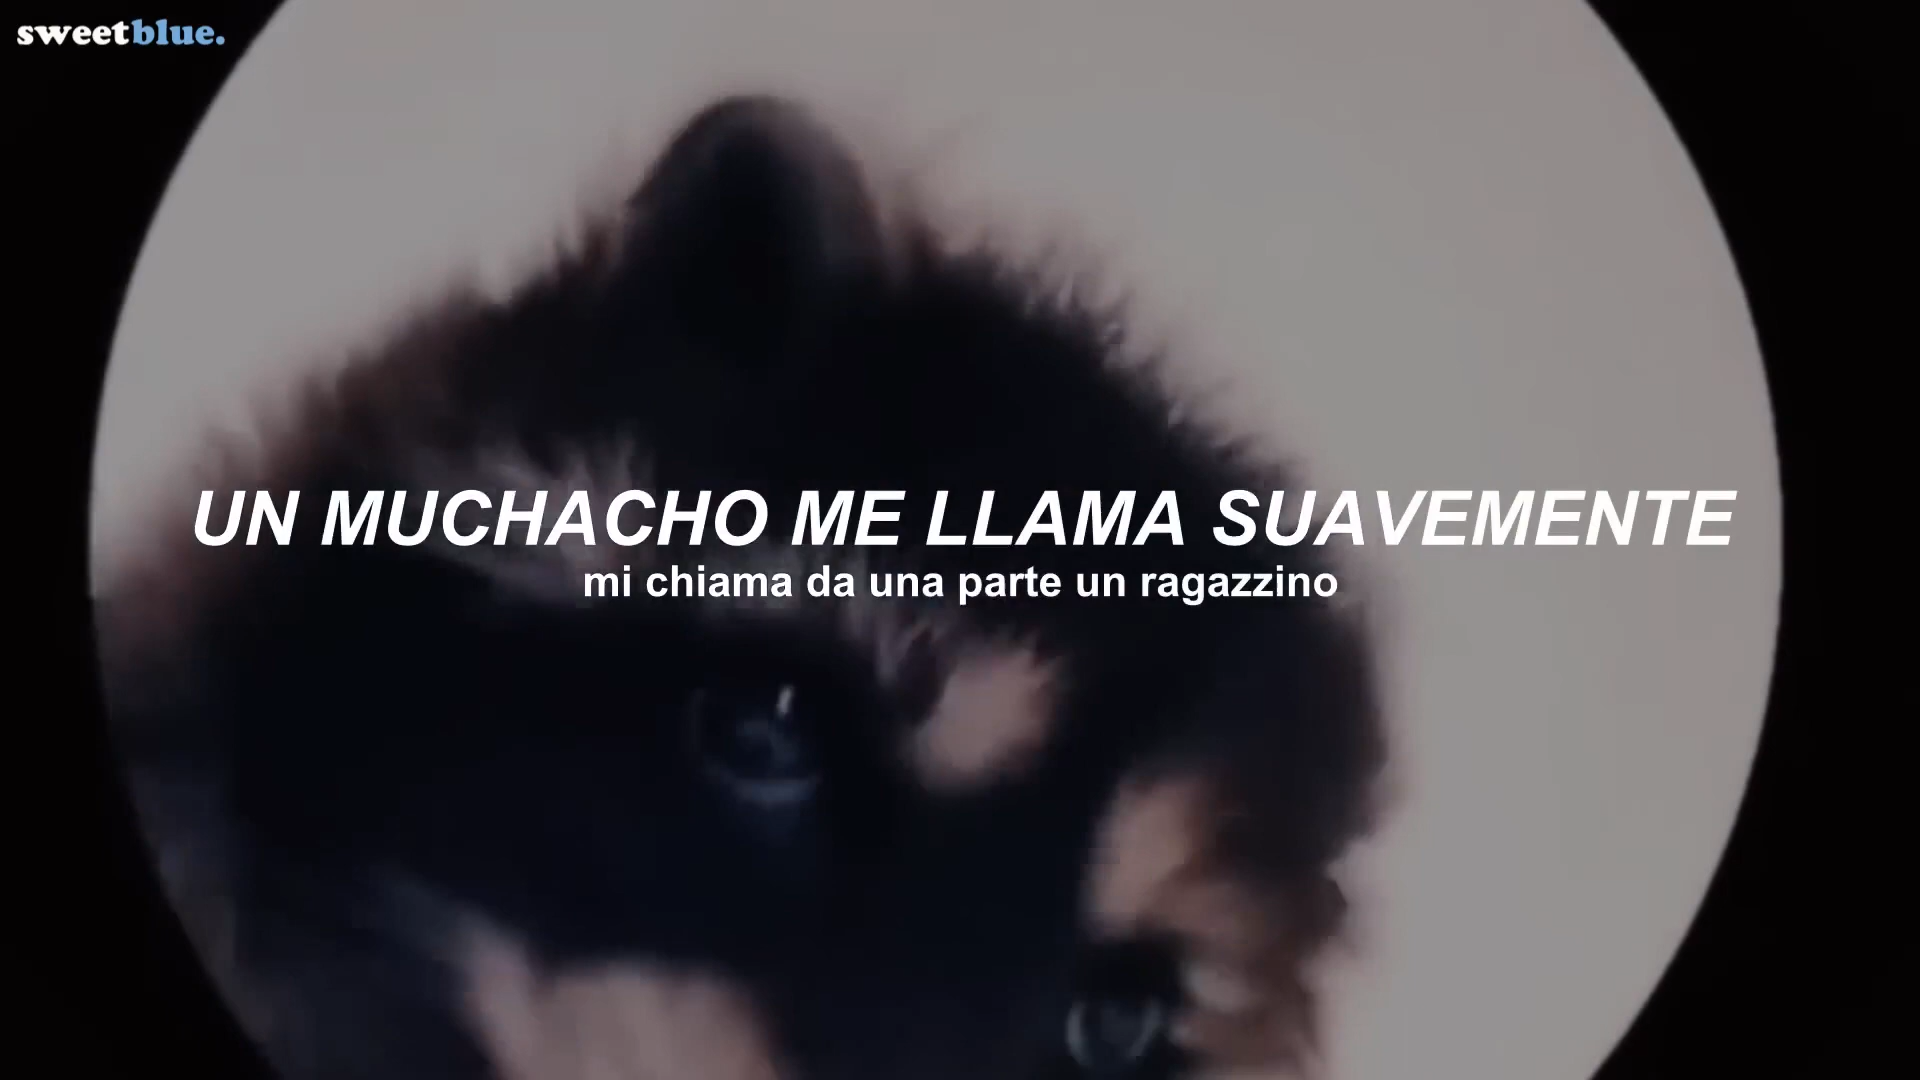 sweetblue.
UN MUCHACHO ME LLAMA SUAVEMENTE
mi chiama da una parte un ragazzino